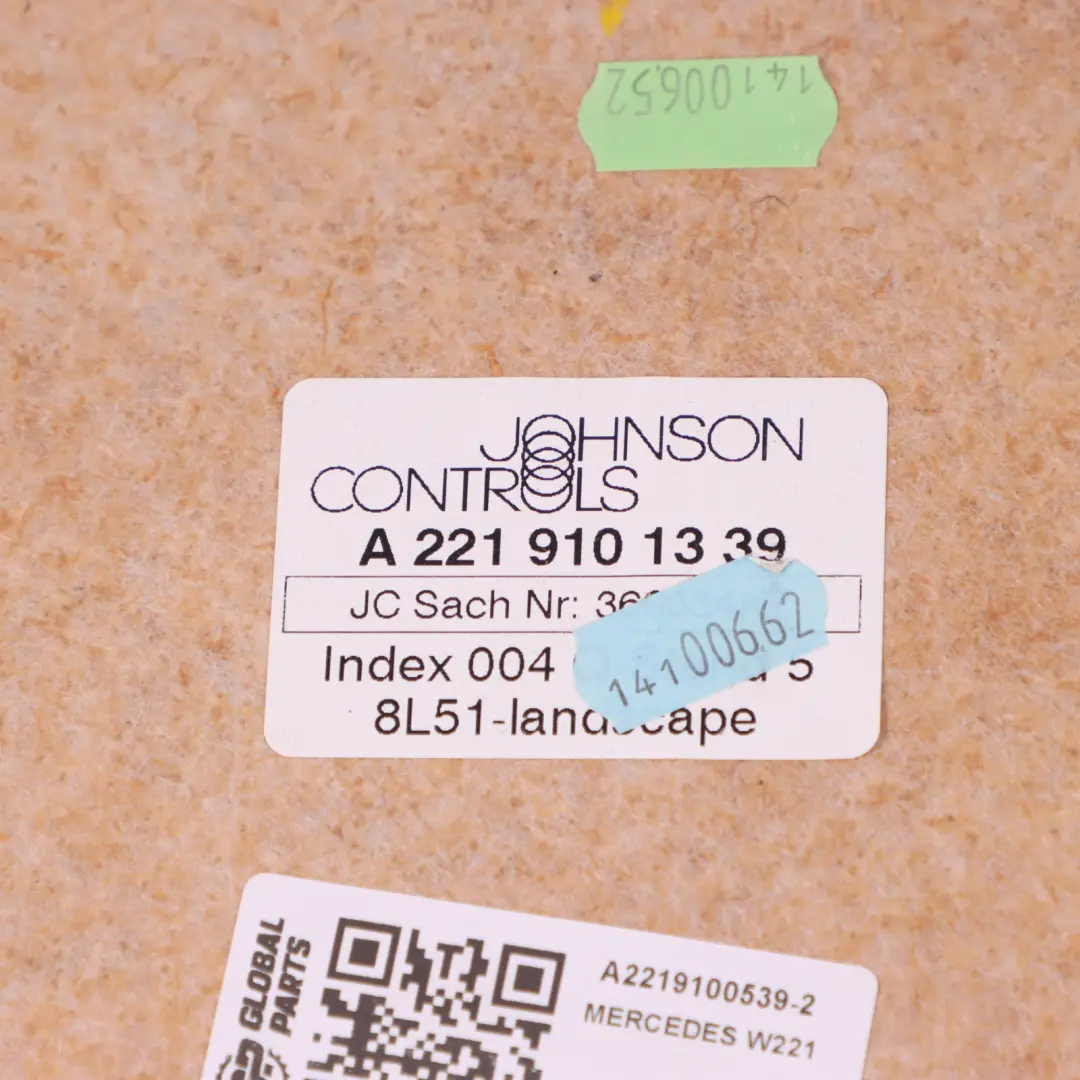 14100652
JOHNSON
CONTROLS
A 221 910 13 39
JC Sach Nr:
Index 004
8L51-landscape
14100662
GLOBAL
PARTS
A2219100539-2
MERCEDES W221